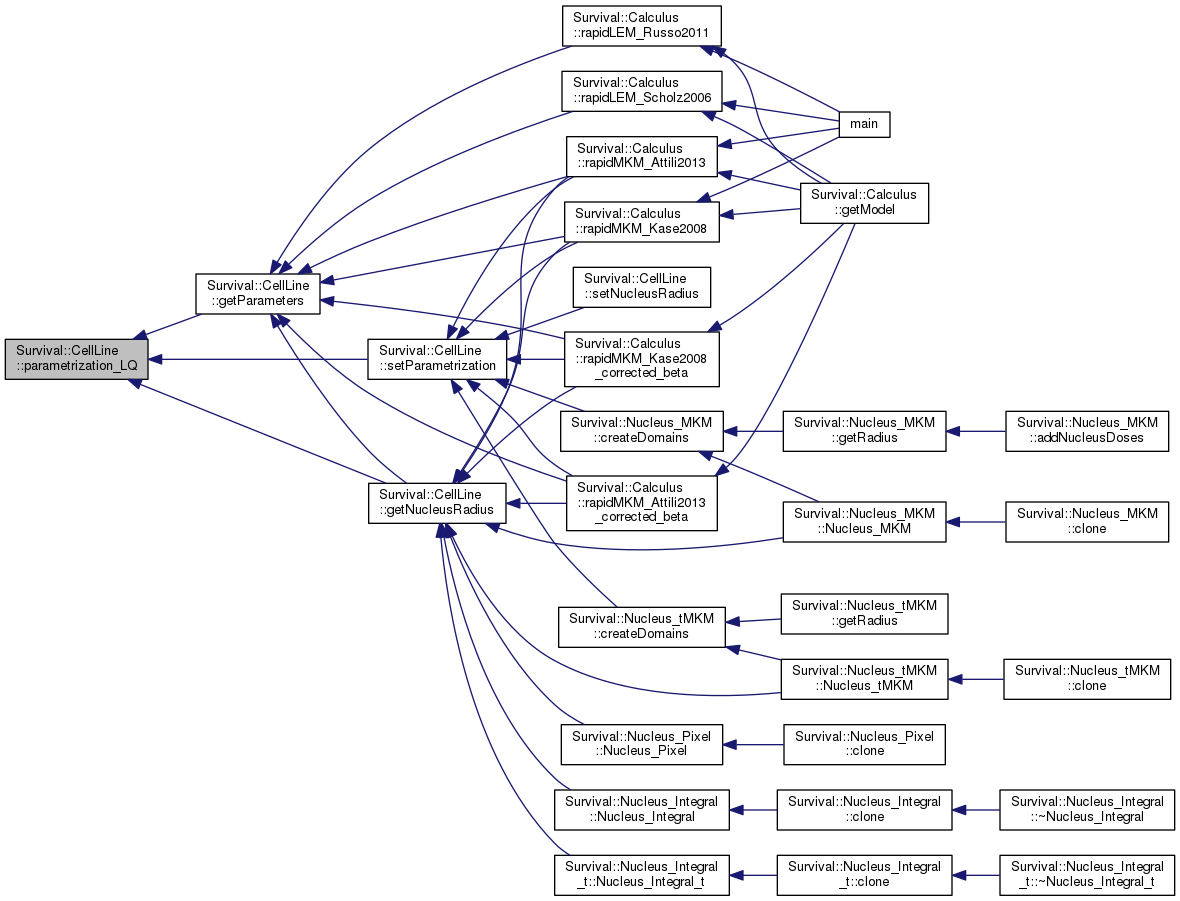 Survival::Calculus
::rapidLEM_Russo2011
Survival::Calculus
::rapidLEM_Scholz2006
main
Survival::Calculus
::rapidMKM_Attili2013
Survival::Calculus
::getModel
Survival::Calculus
::rapidMKM_Kase2008
Survival::CellLine
::getParameters
Survival::CellLine
::setNucleusRadius
Survival::CellLine
::parametrization_LQ
Survival::CellLine
::setParametrization
Survival::Calculus
::rapidMKM_Kase2008
_corrected_beta
Survival::Nucleus_MKM
::createDomains
Survival::Nucleus_MKM
::getRadius
Survival::Nucleus_MKM
::addNucleusDoses
Survival::CellLine
::getNucleusRadius
Survival::Calculus
::rapidMKM_Attili2013
_corrected_beta
Survival::Nucleus_MKM
::Nucleus_MKM
Survival::Nucleus_MKM
::clone
Survival::Nucleus_tMKM
::createDomains
Survival::Nucleus_tMKM
::getRadius
Survival::Nucleus_tMKM
::Nucleus_tMKM
Survival::Nucleus_tMKM
::clone
Survival::Nucleus_Pixel
::Nucleus_Pixel
Survival::Nucleus_Pixel
::clone
Survival::Nucleus_Integral
::Nucleus_Integral
Survival::Nucleus_Integral
::clone
Survival::Nucleus_Integral
::~Nucleus_Integral
Survival::Nucleus_Integral
_t::Nucleus_Integral_t
Survival::Nucleus_Integral
_t::clone
Survival::Nucleus_Integral
_t::~Nucleus_Integral_t